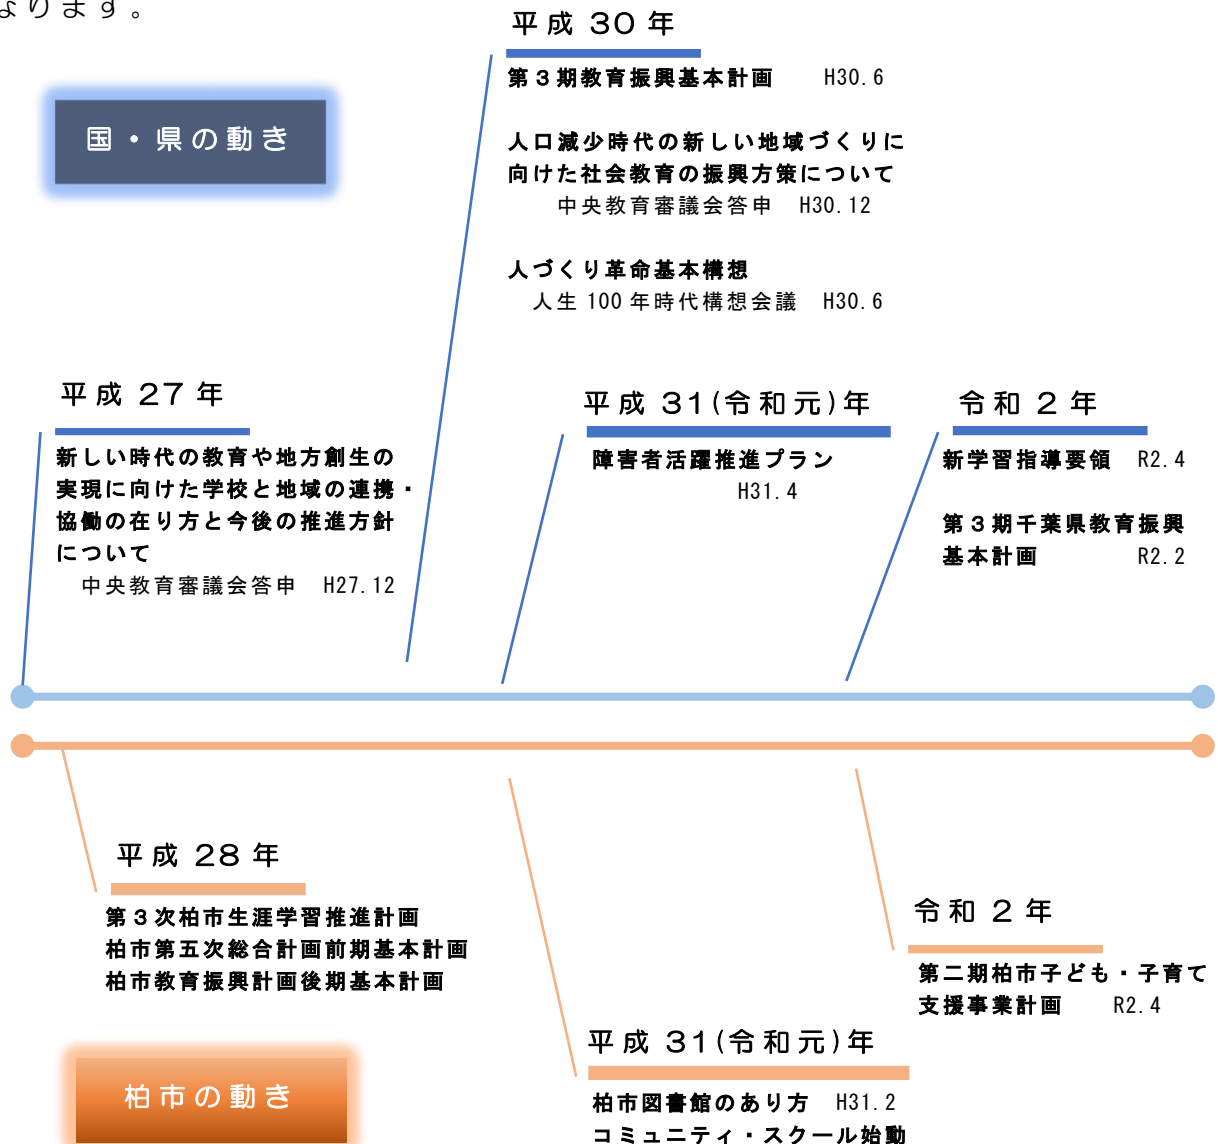 なります。
国・県の動き
平成 30 年
第３期教育振興基本計画　　H30.6
人口減少時代の新しい地域づくりに
向けた社会教育の振興方策について
中央教育審議会答申　H30.12
人づくり革命基本構想
人生 100 年時代構想会議　H30.6
平成 27 年
新しい時代の教育や地方創生の
実現に向けた学校と地域の連携・
協働の在り方と今後の推進方針
について
中央教育審議会答申　H27.12
平成 31(令和元)年
障害者活躍推進プラン
H31.4
令和 2 年
新学習指導要領　R2.4
第３期千葉県教育振興
基本計画　　　　R2.2
平成 28 年
第３次柏市生涯学習推進計画
柏市第五次総合計画前期基本計画
柏市教育振興計画後期基本計画
柏市の動き
平成 31(令和元)年
柏市図書館のあり方　H31.2
コミュニティ・スクール始動
令和 2 年
第二期柏市子ども・子育て
支援事業計画　　R2.4